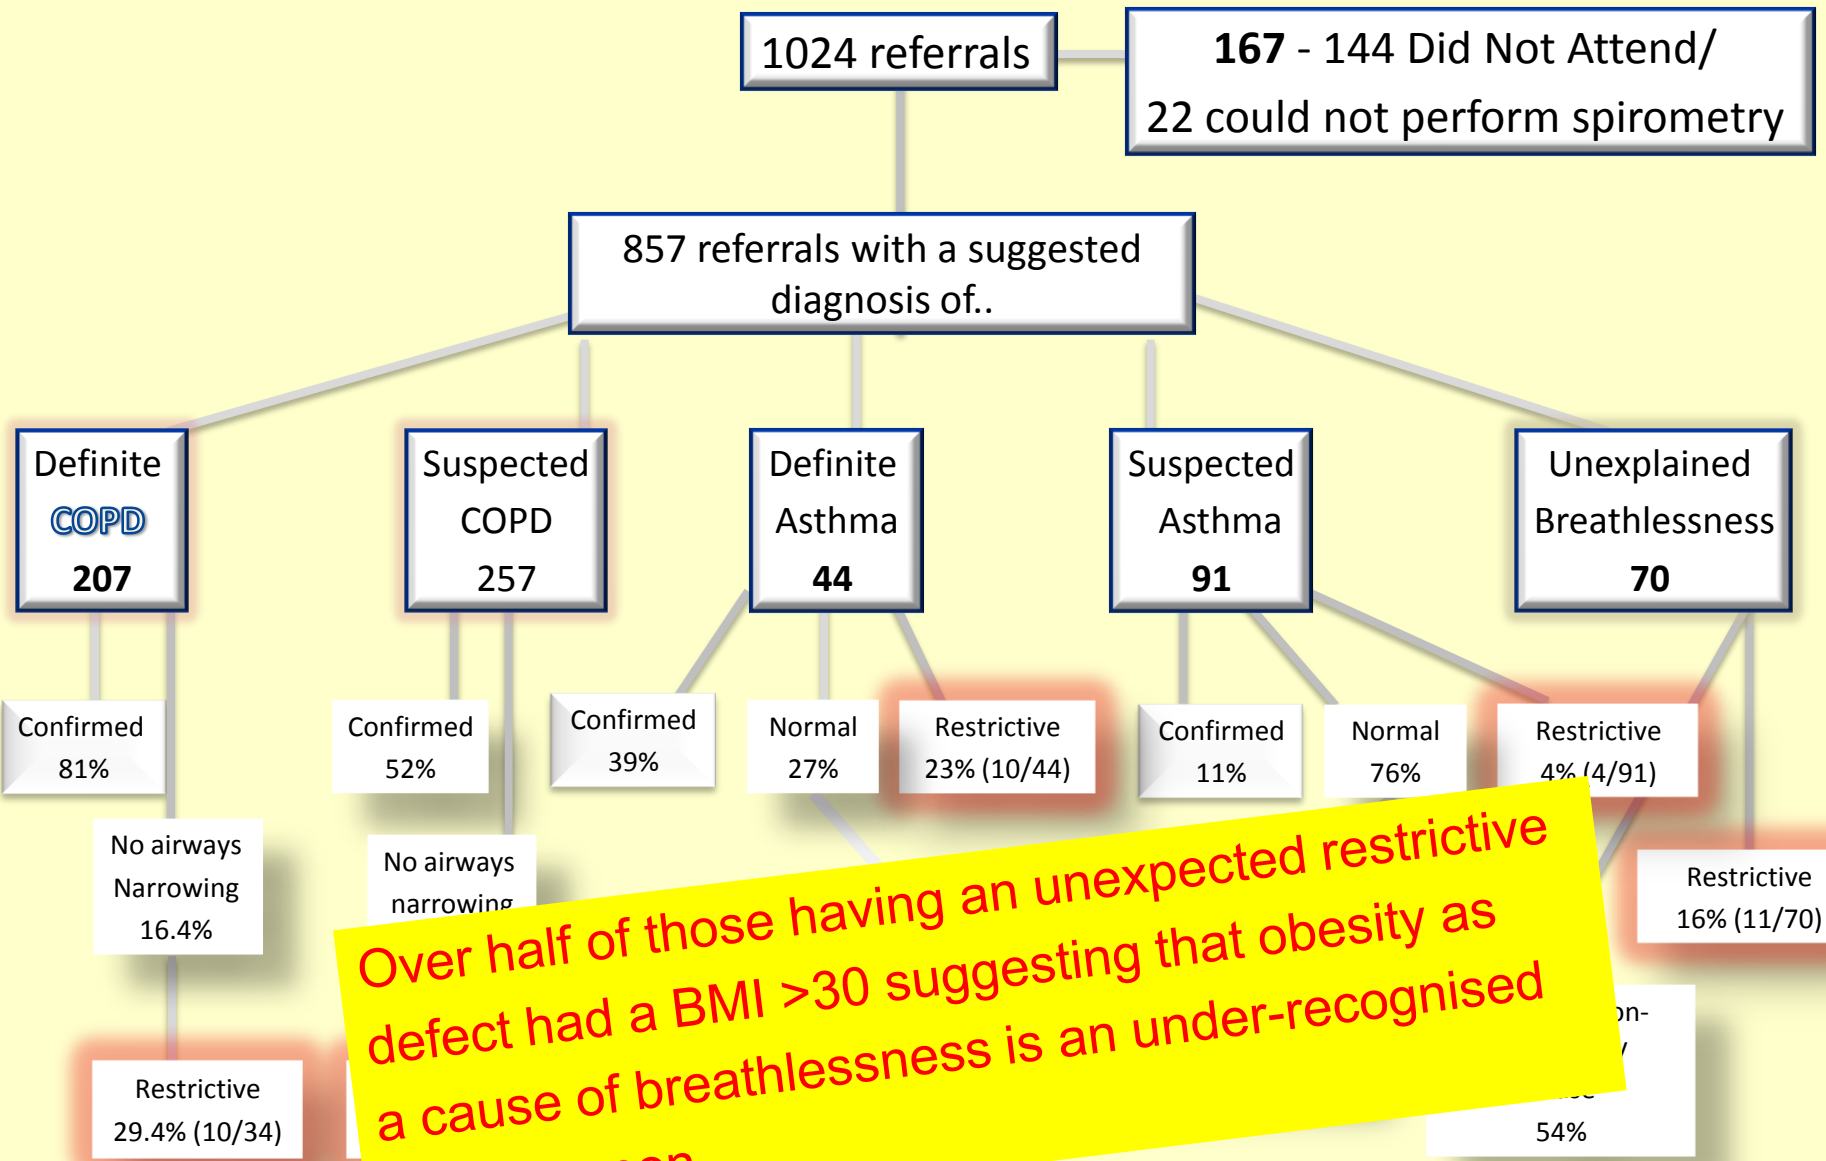 1024 referrals
167 - 144 Did Not Attend/
22 could not perform spirometry
857 referrals with a suggested
diagnosis of..
Definite
COPD
207
Suspected
COPD
257
Definite
Asthma
44
Suspected
Asthma
91
Unexplained
Breathlessness
70
Confirmed
81%
Confirmed
52%
Confirmed
39%
Normal
27%
Restrictive
23% (10/44)
Confirmed
11%
Normal
76%
Restrictive
4% (4/91)
No airways
Narrowing
16.4%
No airways
narrowing
Restrictive
16% (11/70)
Over half of those having an unexpected restrictive
defect had a BMI >30 suggesting that obesity as
a cause of breathlessness is an under-recognised
Restrictive
29.4% (10/34)
54%